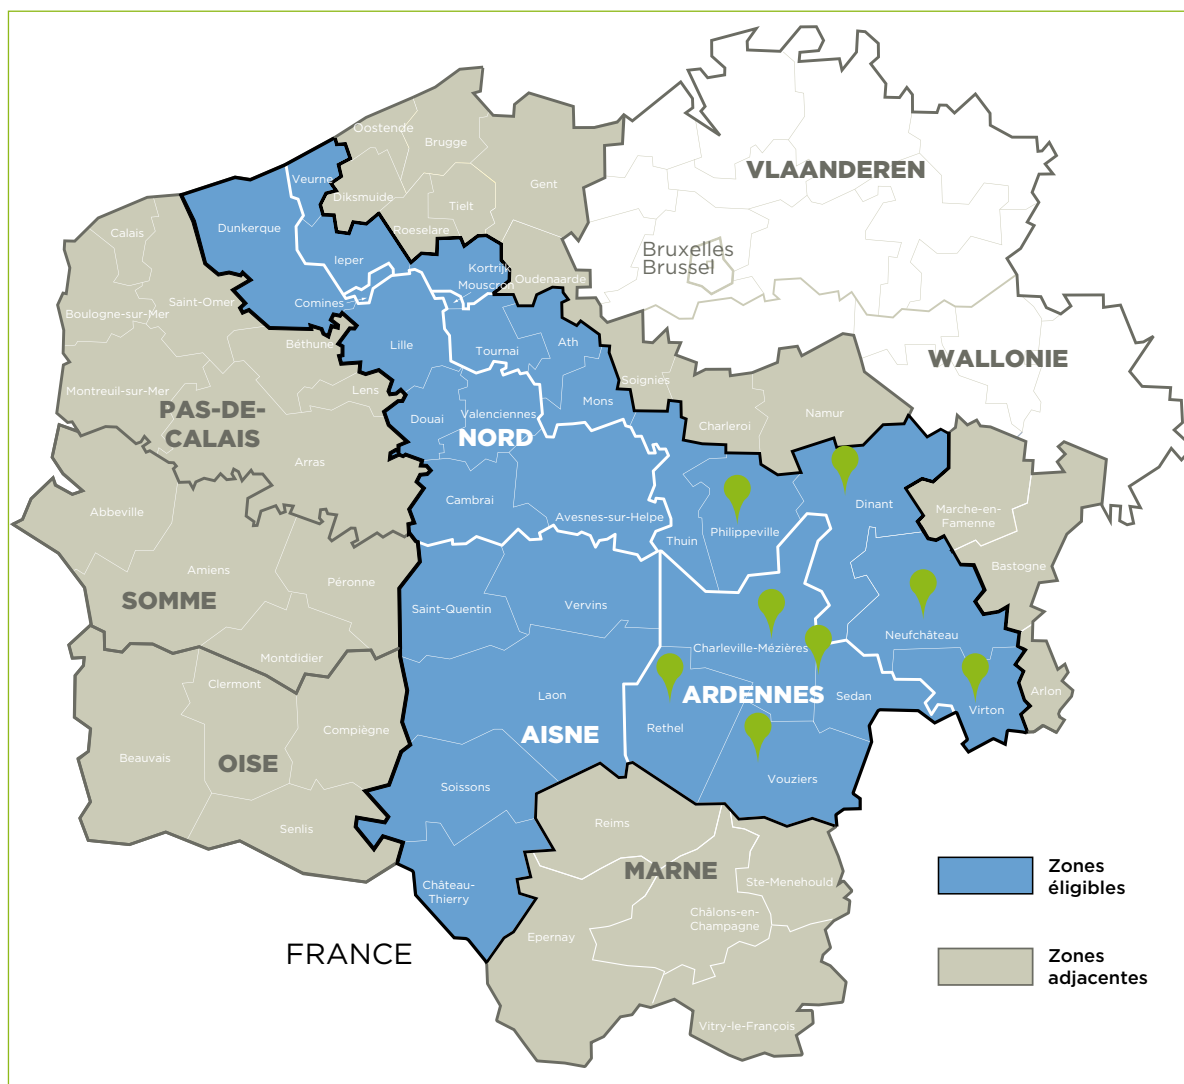 Oostende
Brugge
VLAANDEREN
Veurne
Diksmuide
Gent
Tielt
Dunkerque
Calais
Roeselare
Bruxelles
Brussel
Ieper
Kortrijk
Mouscron
Oudenaarde
Saint-Omer
Comines
Boulogne-sur-Mer
Béthune
Lille
Tournai
Ath
WALLONIE
Soignies
Montreuil-sur-Mer
Lens
Mons
Namur
PAS-DE-
CALAIS
Douai
Valenciennes
Charleroi
NORD
Arras
Cambrai
Dinant
Abbeville
Avesnes-sur-Helpe
Marche-en-
Famenne
Philippeville
Thuin
Amiens
Péronne
Bastogne
SOMME
Saint-Quentin
Vervins
Neufchâteau
Charleville-Mézières
Montdidier
Clermont
Laon
ARDENNES
Sedan
Arlon
Virton
Compiègne
Rethel
AISNE
Beauvais
OISE
Vouziers
Soissons
Senlis
Reims
MARNE
Ste-Menehould
Château-
Thierry
Châlons-en-
Champagne
Epernay
FRANCE
Vitry-le-François
Zones
éligibles
Zones
adjacentes